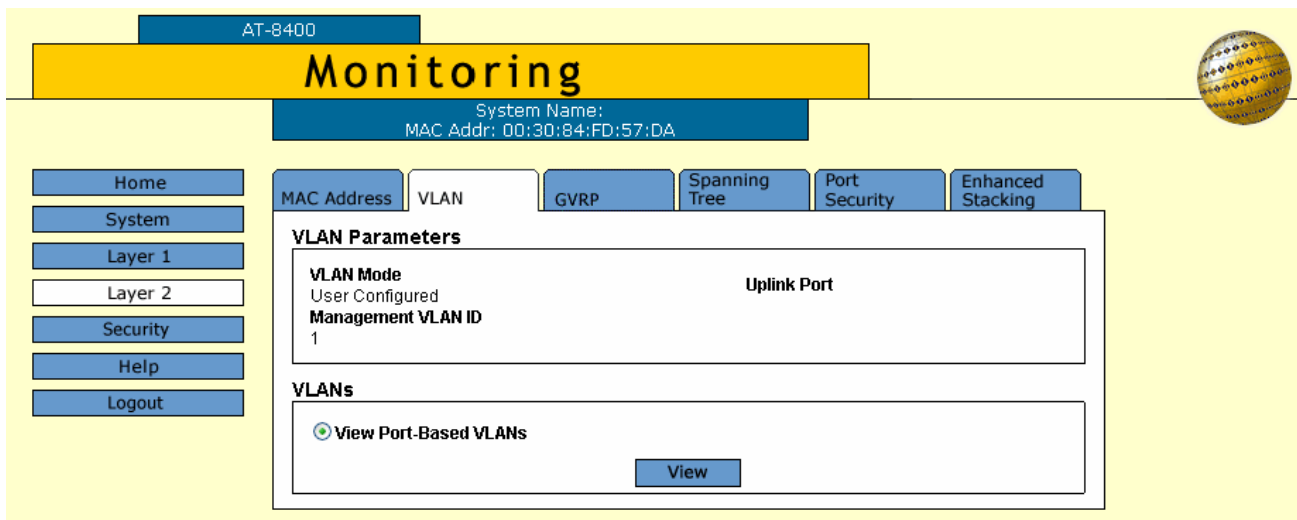 AT-8400
Monitoring
System Name:
MAC Addr: 00:30:84:FD:57:DA
Home
System
Layer 1
Layer 2
Security
Help
Logout
MAC Address
VLAN
GVRP
Spanning
Tree
Port
Security
Enhanced
Stacking
VLAN Parameters
VLAN Mode
User Configured
Uplink Port
Management VLAN ID
1
VLANs
View Port-Based VLANs
View